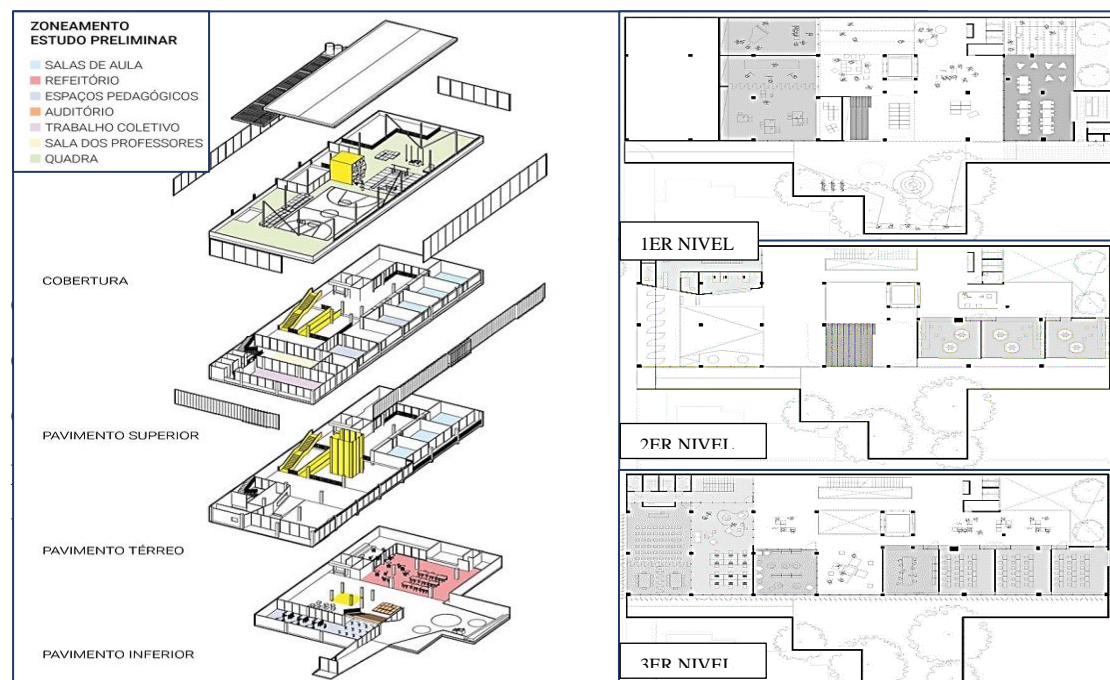 ZONEAMENTO
ESTUDO PRELIMINAR
SALAS DE AULA
REFEITÓRIO
ESPAÇOS PEDAGÓGICOS
AUDITÓRIO
TRABALHO COLETIVO
SALA DOS PROFESSORES
QUADRA
COBERTURA
PAVIMENTO SUPERIOR
PAVIMENTO TÉRREO
PAVIMENTO INFERIOR
1ER NIVEL
2ER NIVEL
3ER NIVEL